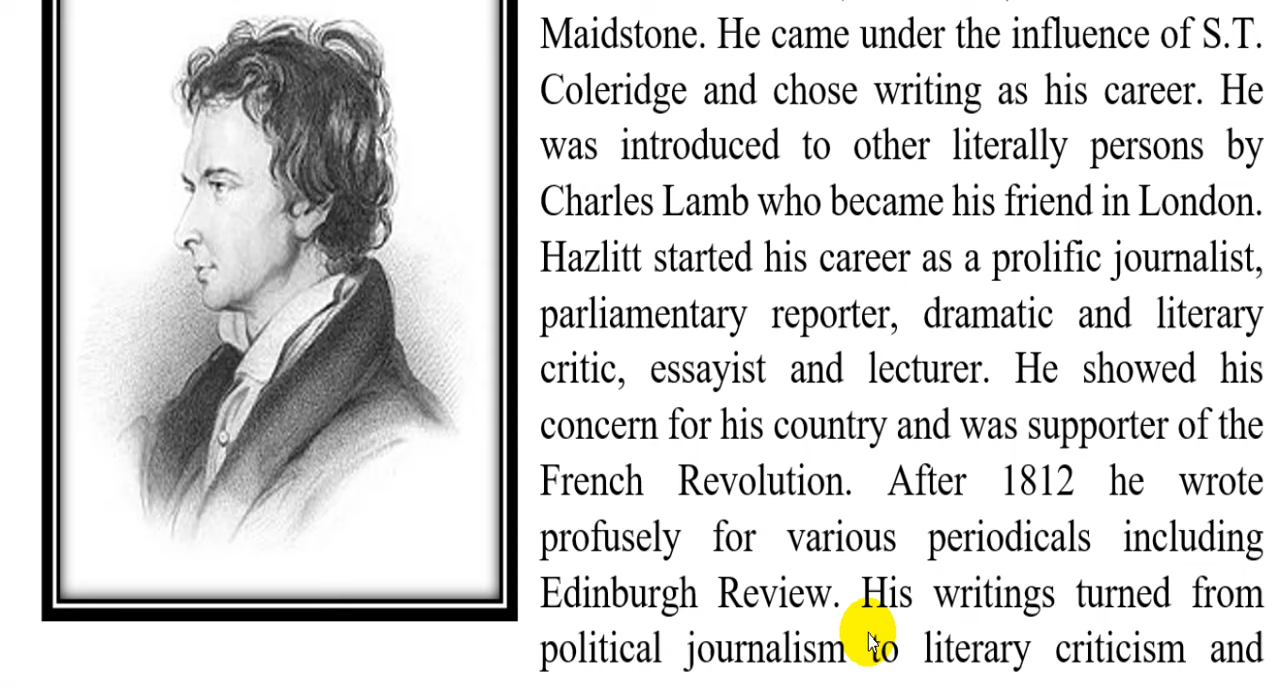 Maidstone. He came under the influence of S.T.
Coleridge and chose writing as his career. He
was introduced to other literally persons by
Charles Lamb who became his friend in London.
Hazlitt started his career as a prolific journalist,
parliamentary reporter, dramatic and literary
critic, essayist and lecturer. He showed his
concern for his country and was supporter of the
French Revolution. After 1812 he wrote
profusely for various periodicals including
Edinburgh Review. His writings turned from
political journalism to literary criticism and